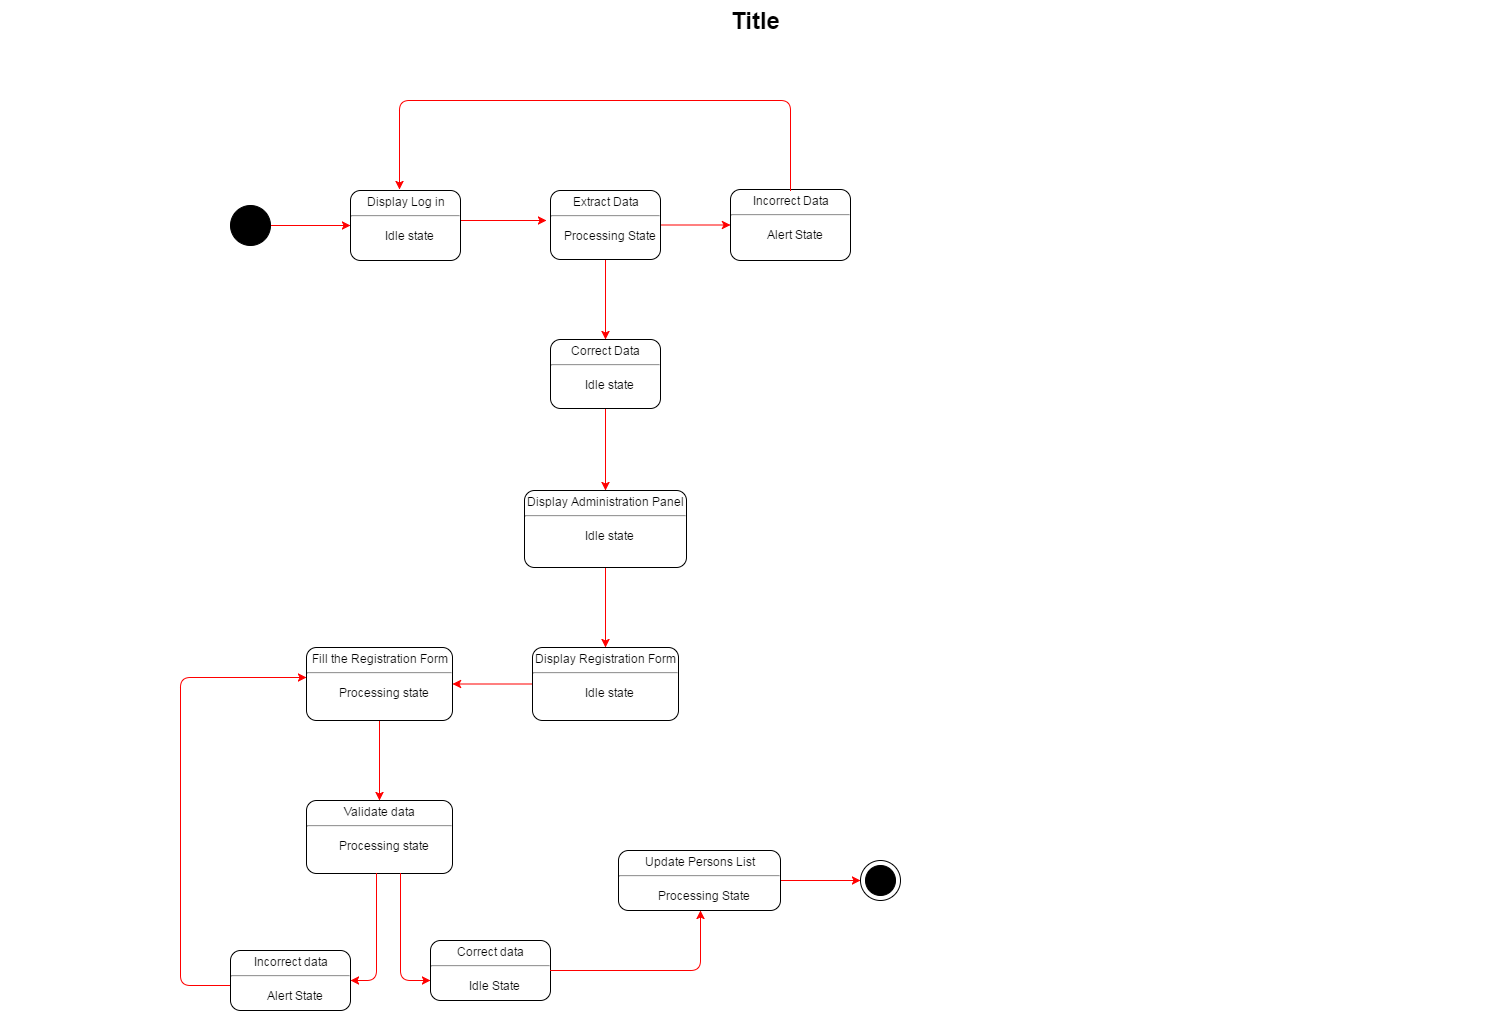 Title
Display Log in
Idle state
Extract Data
Processing State
Incorrect Data
Alert State
Correct Data
Idle state
Display Administration Panel
Idle state
Fill the Registration Form
Processing state
Display Registration Form
Idle state
Validate data
Processing state
Update Persons List
Processing State
Incorrect data
Alert State
Correct data
Idle State